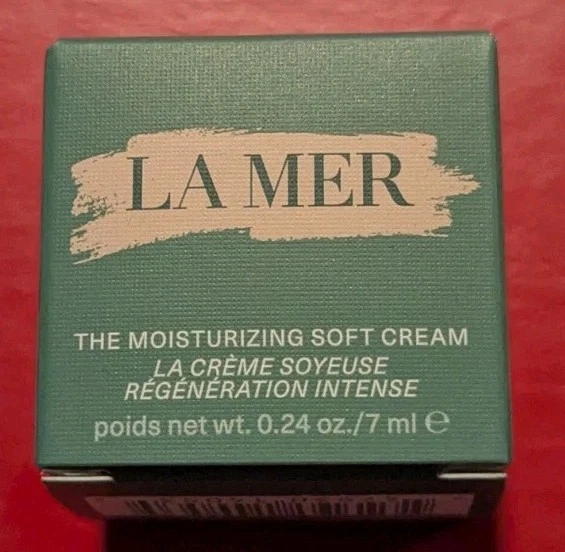 LA MER
THE MOISTURIZING SOFT CREAM
LA CRÈME SOYEUSE
RÉGÉNÉRATION INTENSE
poids net wt. 0.24 oz./7 ml ℮